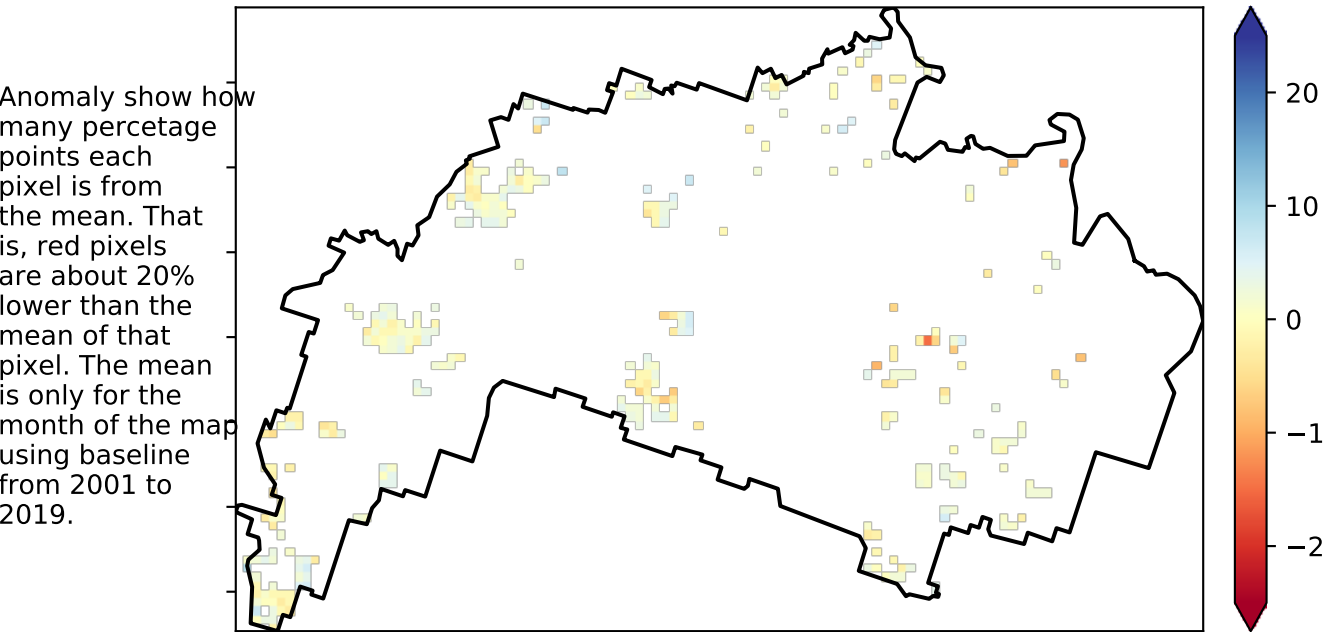 Anomaly show how
many percetage
points each
pixel is from
the mean. That
is, red pixels
are about 20%
lower than the
mean of that
pixel. The mean
is only for the
month of the map
using baseline
from 2001 to
2019.
20
10
0
−1
−2